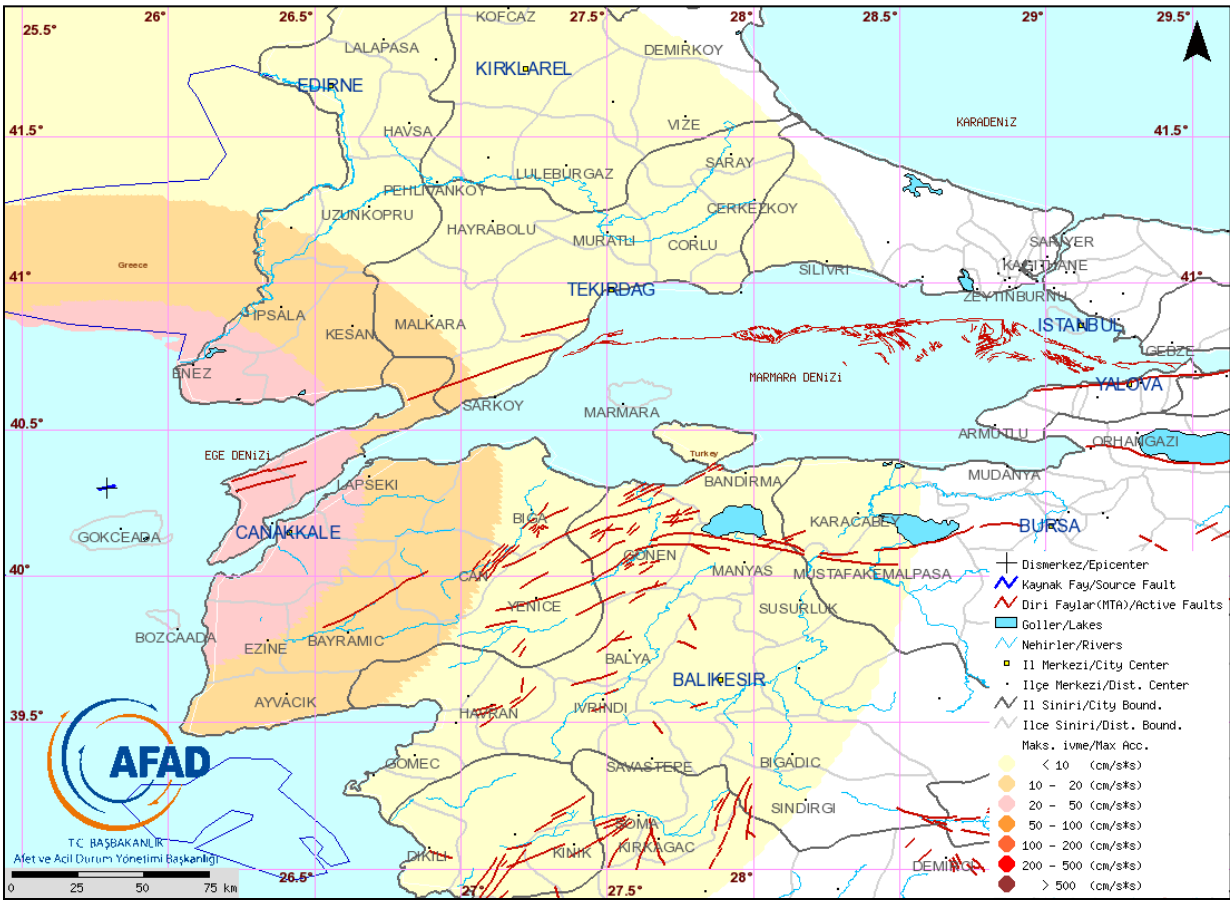 26°
26.5°
27.5°
28°
28.5°
29°
29.5°
25.5°
KOFCAZ
LALAPASA
DEMIRKOY
KIRKLAREL
EDIRNE
41.5°
HAVSA
VIZE
KARADENIZ
41.5°
SARAY
LULEBURGAZ
PEHLIVANKOY
UZUNKOPRU
CERKEZKOY
HAYRABOLU
MURATLI
CORLU
SARIYER
Greece
SILIVRI
KAGITHANE
41°
41°
TEKIRDAG
ZEYTINBURNU
IPSALA
MALKARA
KESAN
ISTANBUL
GEBZE
ENEZ
MARMARA DENIZI
YALOVA
SARKOY
MARMARA
40.5°
ARMUTLU
ORHANGAZI
EGE DENIZI
Turkey
MUDANYA
LAPSEKI
BANDIRMA
BIGA
KARACABEY
BURSA
CANAKKALE
GOKCEADA
GONEN
40°
CAN
MANYAS
MUSTAFAKEMALPASA
YENICE
SUSURLUK
BOZCAADA
BAYRAMIC
EZINE
BALYA
BALIKESIR
AYVACIK
HAVRAN
IVRINDI
39.5°
GOMEC
SAVASTEPE
BIGADIC
SINDIRGI
SOMA
KIRKAGAC
DIKILI
KINIK
26.5°
27°
27.5°
28°
Dismerkez/Epicenter
Kaynak Fay/Source Fault
Diri Faylar(MTA)/Active Faults
Goller/Lakes
Nehirler/Rivers
Il Merkezi/City Center
Ilçe Merkezi/Dist. Center
Il Siniri/City Bound.
Ilce Siniri/Dist. Bound.
Maks. ivme/Max Acc.
< 10 (cm/s*s)
10 - 20 (cm/s*s)
20 - 50 (cm/s*s)
50 - 100 (cm/s*s)
100 - 200 (cm/s*s)
200 - 500 (cm/s*s)
> 500 (cm/s*s)
AFAD
T.C. BAŞBAKANLIK
Afet ve Acil Durum Yönetimi Başkanlığı
0 25 50 75 km